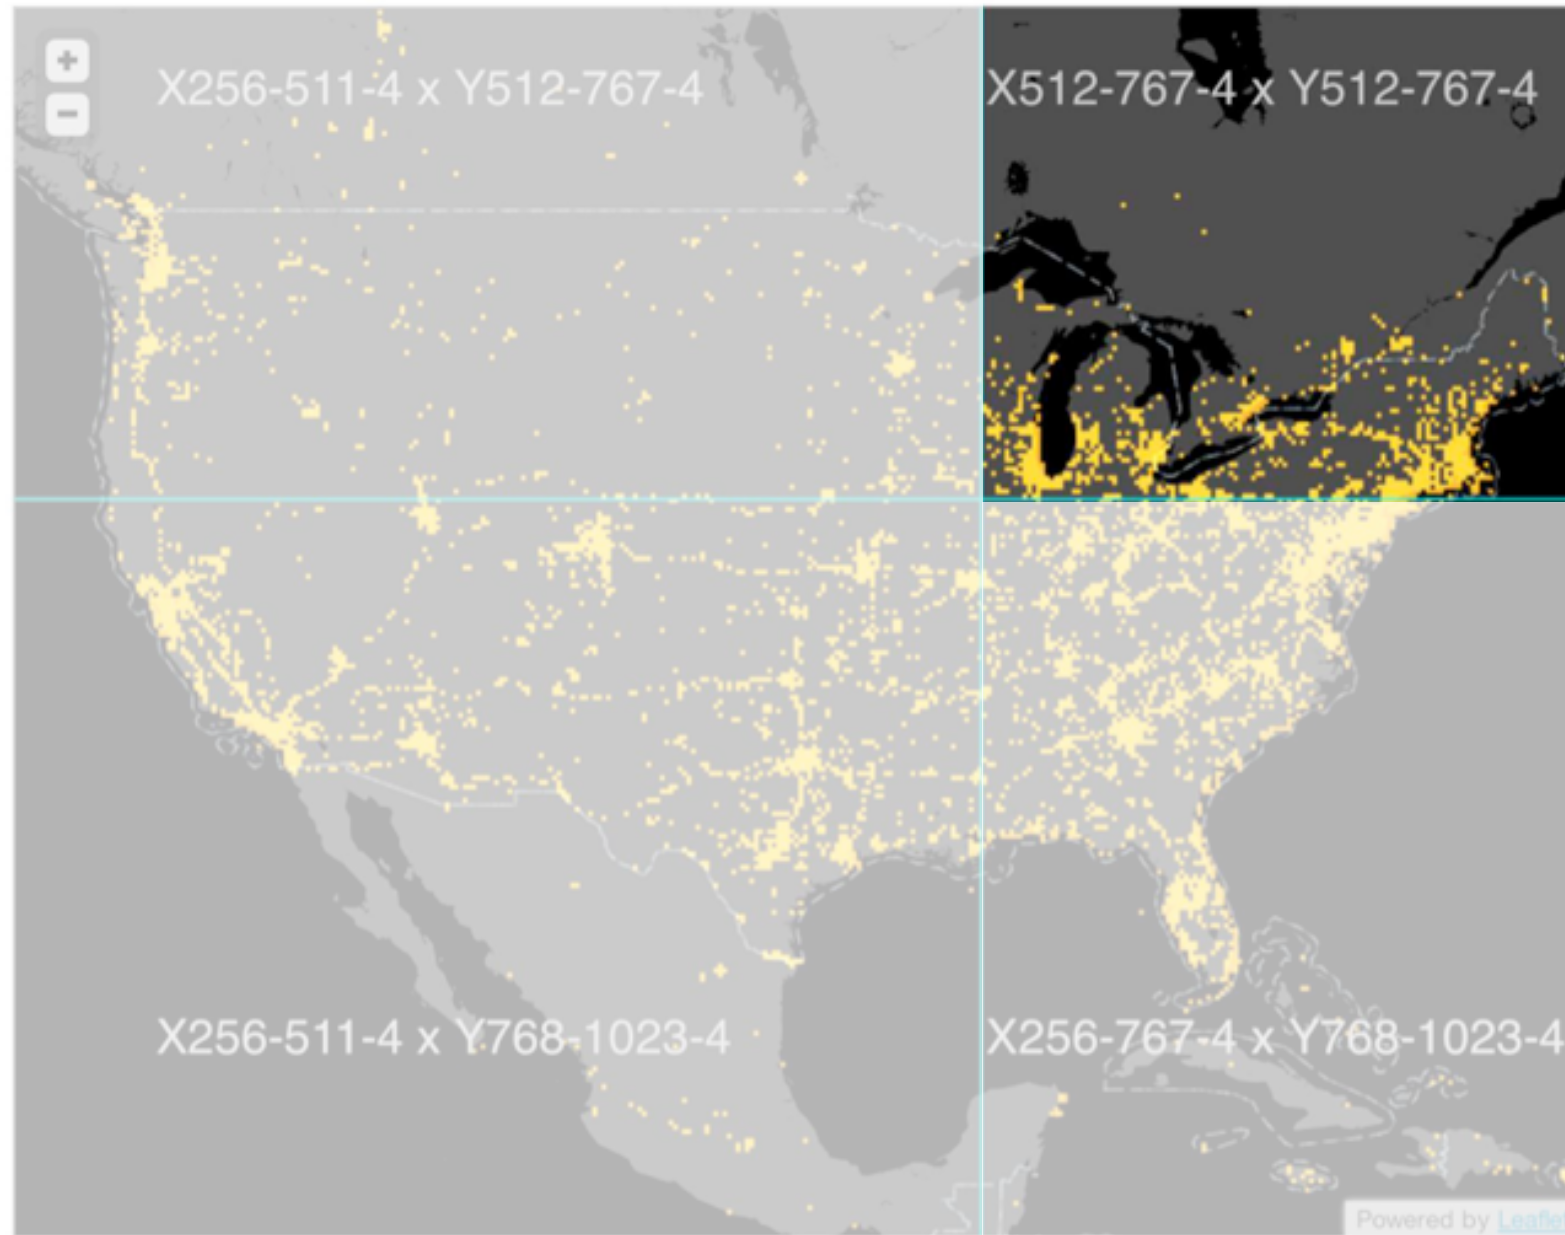 +
−
X256-511-4 x Y512-767-4
X512-767-4 x Y512-767-4
X256-511-4 x Y768-1023-4
X256-767-4 x Y768-1023-4
Powered by Leaflet